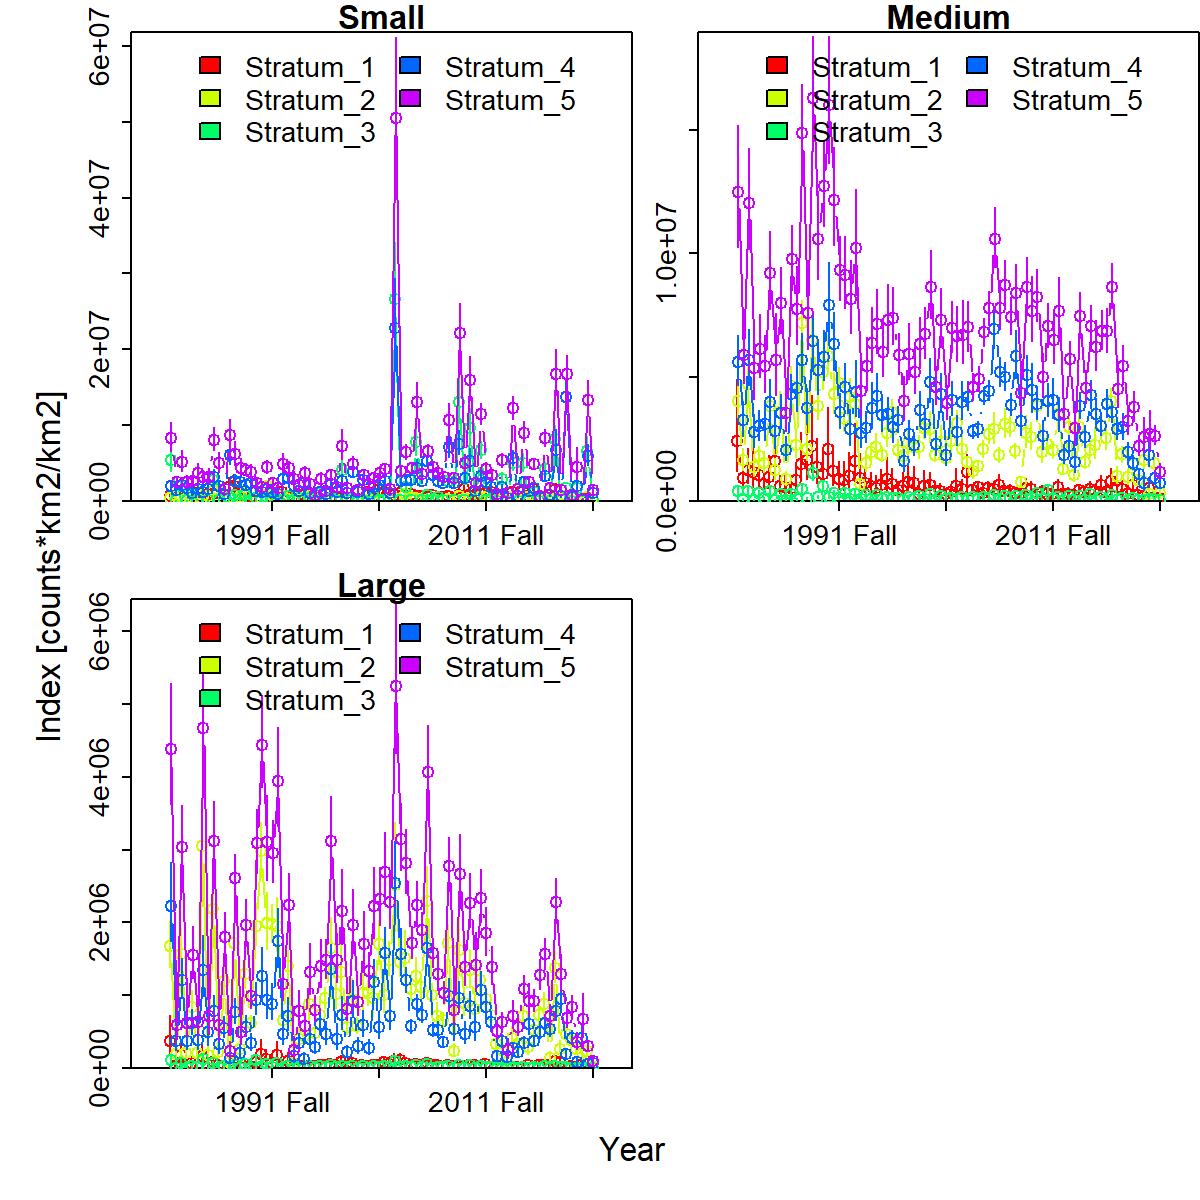 Small
Stratum_1 Stratum_4
Stratum_2 Stratum_5
Stratum_3
0e+00 2e+07 4e+07 6e+07
1991 Fall 2011 Fall
Medium
Stratum_1 Stratum_4
Stratum_2 Stratum_5
Stratum_3
0.0e+00 1.0e+07
1991 Fall 2011 Fall
Large
Stratum_1 Stratum_4
Stratum_2 Stratum_5
Stratum_3
0e+00 2e+06 4e+06 6e+06
1991 Fall 2011 Fall
Index [counts*km2/km2]
Year